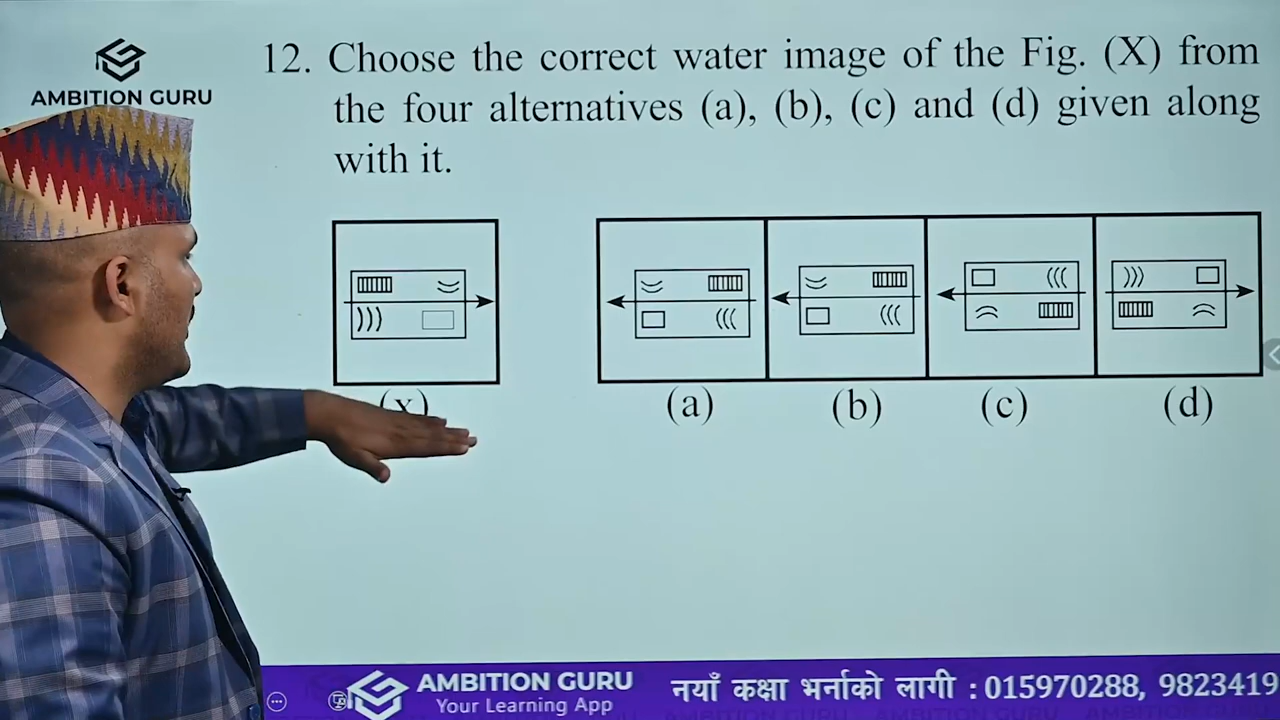 AMBITION GURU
12. Choose the correct water image of the Fig. (X) from
the four alternatives (a), (b), (c) and (d) given along
with it.
(x)
(a)
(b)
(c)
(d)
AMBITION GURU
Your Learning App
नयाँ कक्षा भर्नाको लागी : 015970288, 9823419